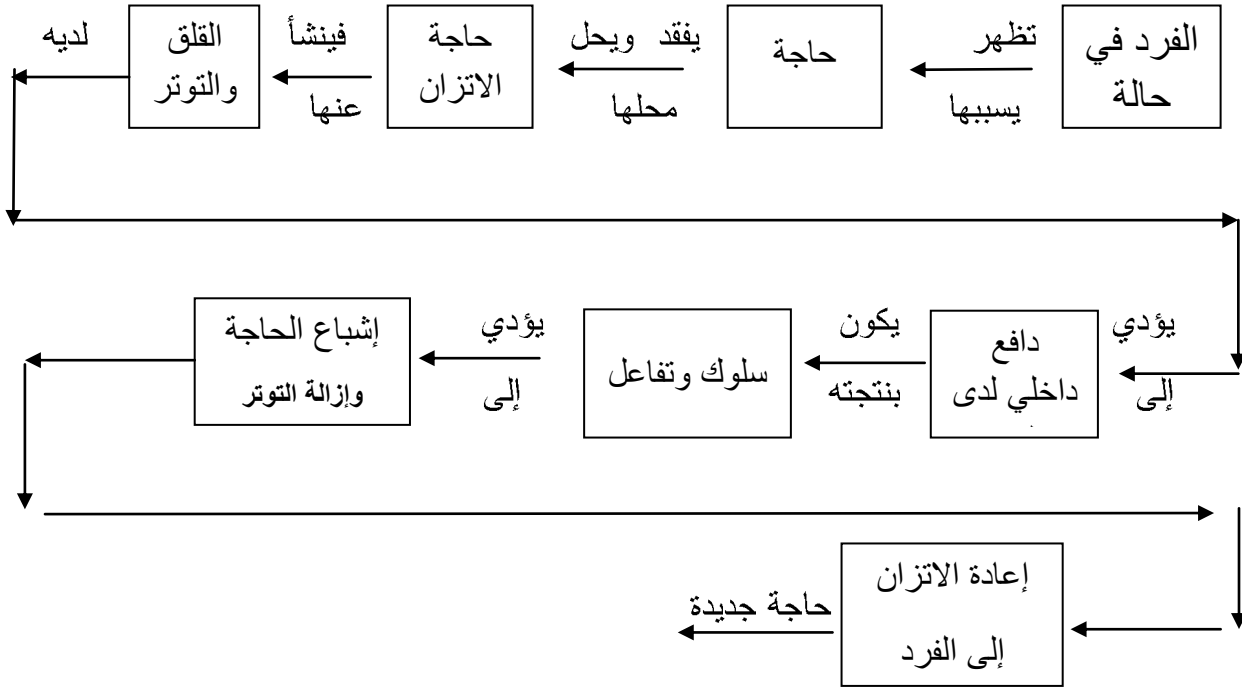 الفرد في
حالة
تظهر
يسببها
حاجة
يفقد ويحل
محلها
حاجة
الاتزان
فينشأ
عنها
القلق
والتوتر
لديه
يؤدي
إلى
دافع
داخلي لدى
يكون
بنتجته
سلوك وتفاعل
يؤدي
إلى
إشباع الحاجة
وإزالة التوتر
إعادة الاتزان
إلى الفرد
حاجة جديدة